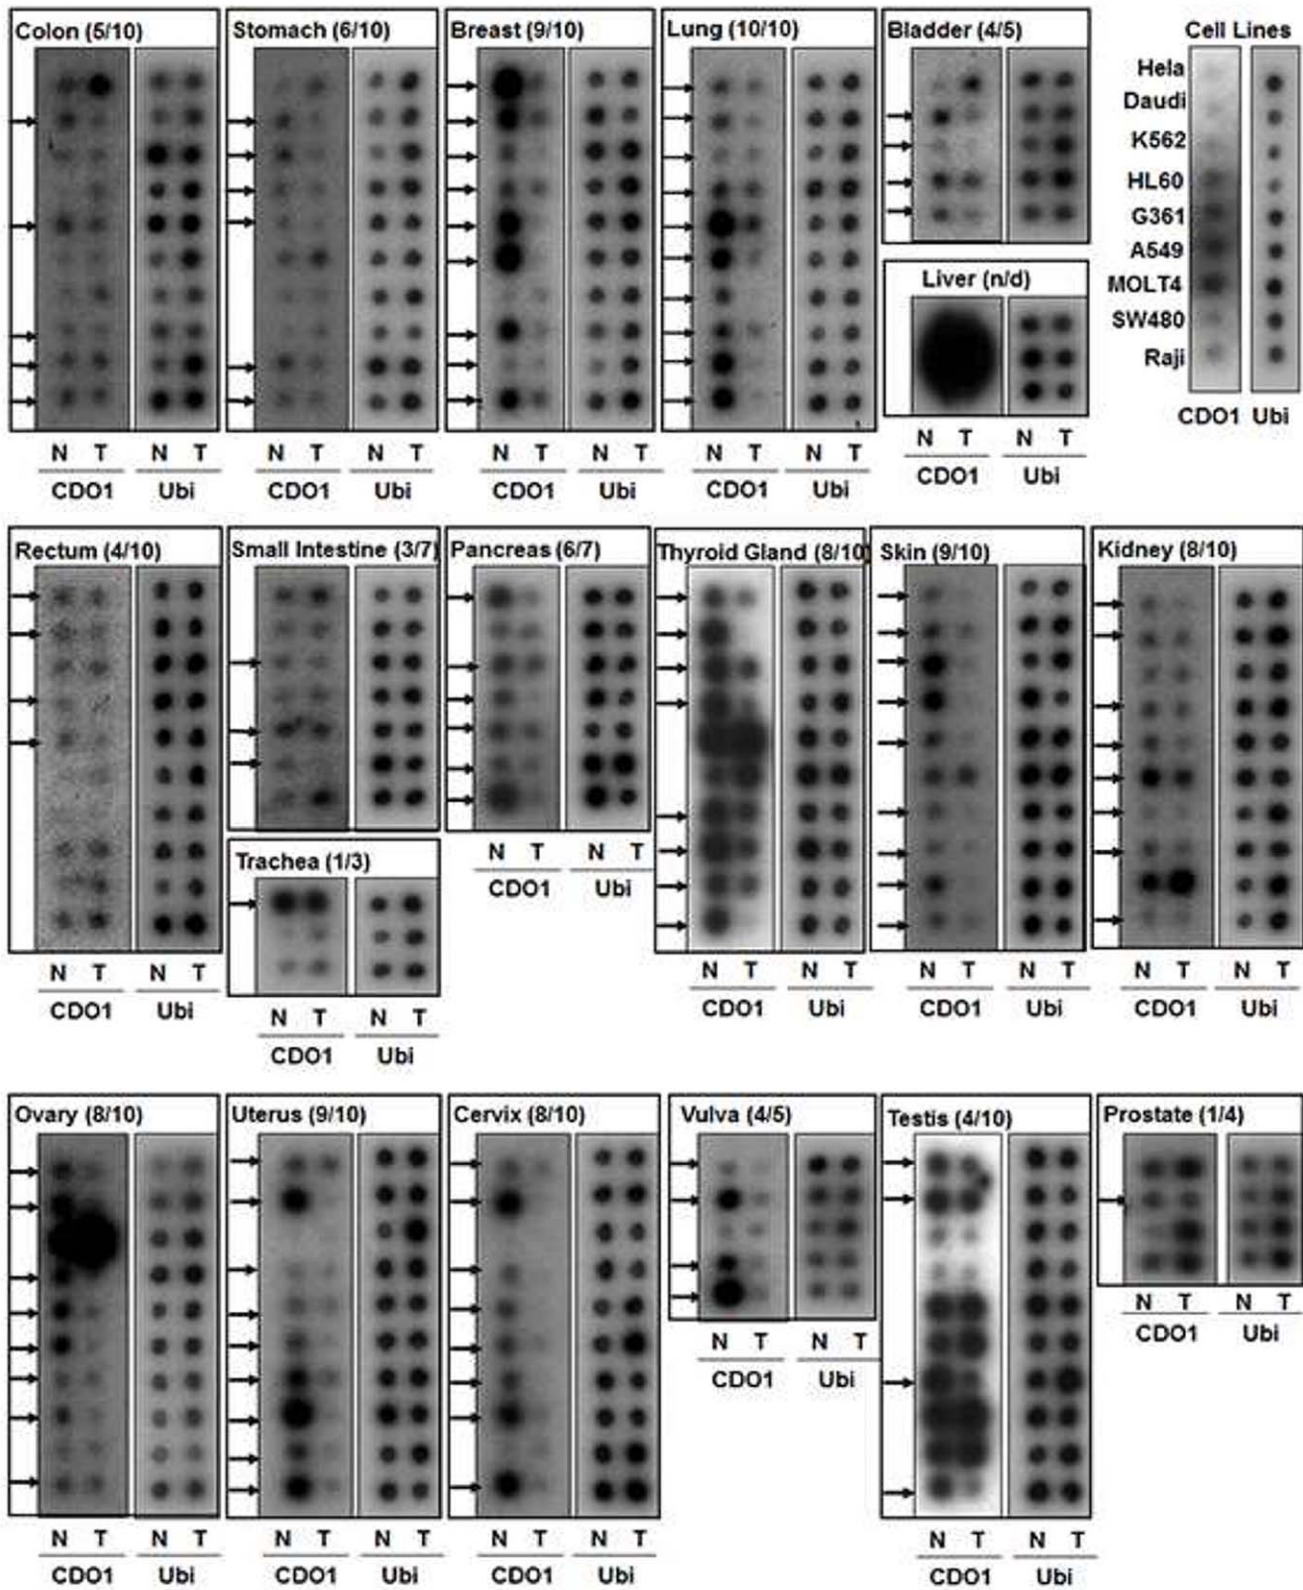 Colon (5/10)
Stomach (6/10)
Breast (9/10)
Lung (10/10)
Bladder (4/5)
Cell Lines
Hela
Daudi
K562
HL60
G361
A549
MOLT4
SW480
Raji
CDO1 Ubi
Liver (n/d)
N T N T
CDO1 Ubi
N T N T
CDO1 Ubi
N T N T
CDO1 Ubi
N T N T
CDO1 Ubi
N T N T
CDO1 Ubi
Rectum (4/10)
Small Intestine (3/7)
Pancreas (6/7)
Thyroid Gland (8/10)
Skin (9/10)
Kidney (8/10)
Trachea (1/3)
N T N T
CDO1 Ubi
N T N T
CDO1 Ubi
N T N T
CDO1 Ubi
N T N T
CDO1 Ubi
N T N T
CDO1 Ubi
N T N T
CDO1 Ubi
Ovary (8/10)
Uterus (9/10)
Cervix (8/10)
Vulva (4/5)
Testis (4/10)
Prostate (1/4)
N T N T
CDO1 Ubi
N T N T
CDO1 Ubi
N T N T
CDO1 Ubi
N T N T
CDO1 Ubi
N T N T
CDO1 Ubi
N T N T
CDO1 Ubi